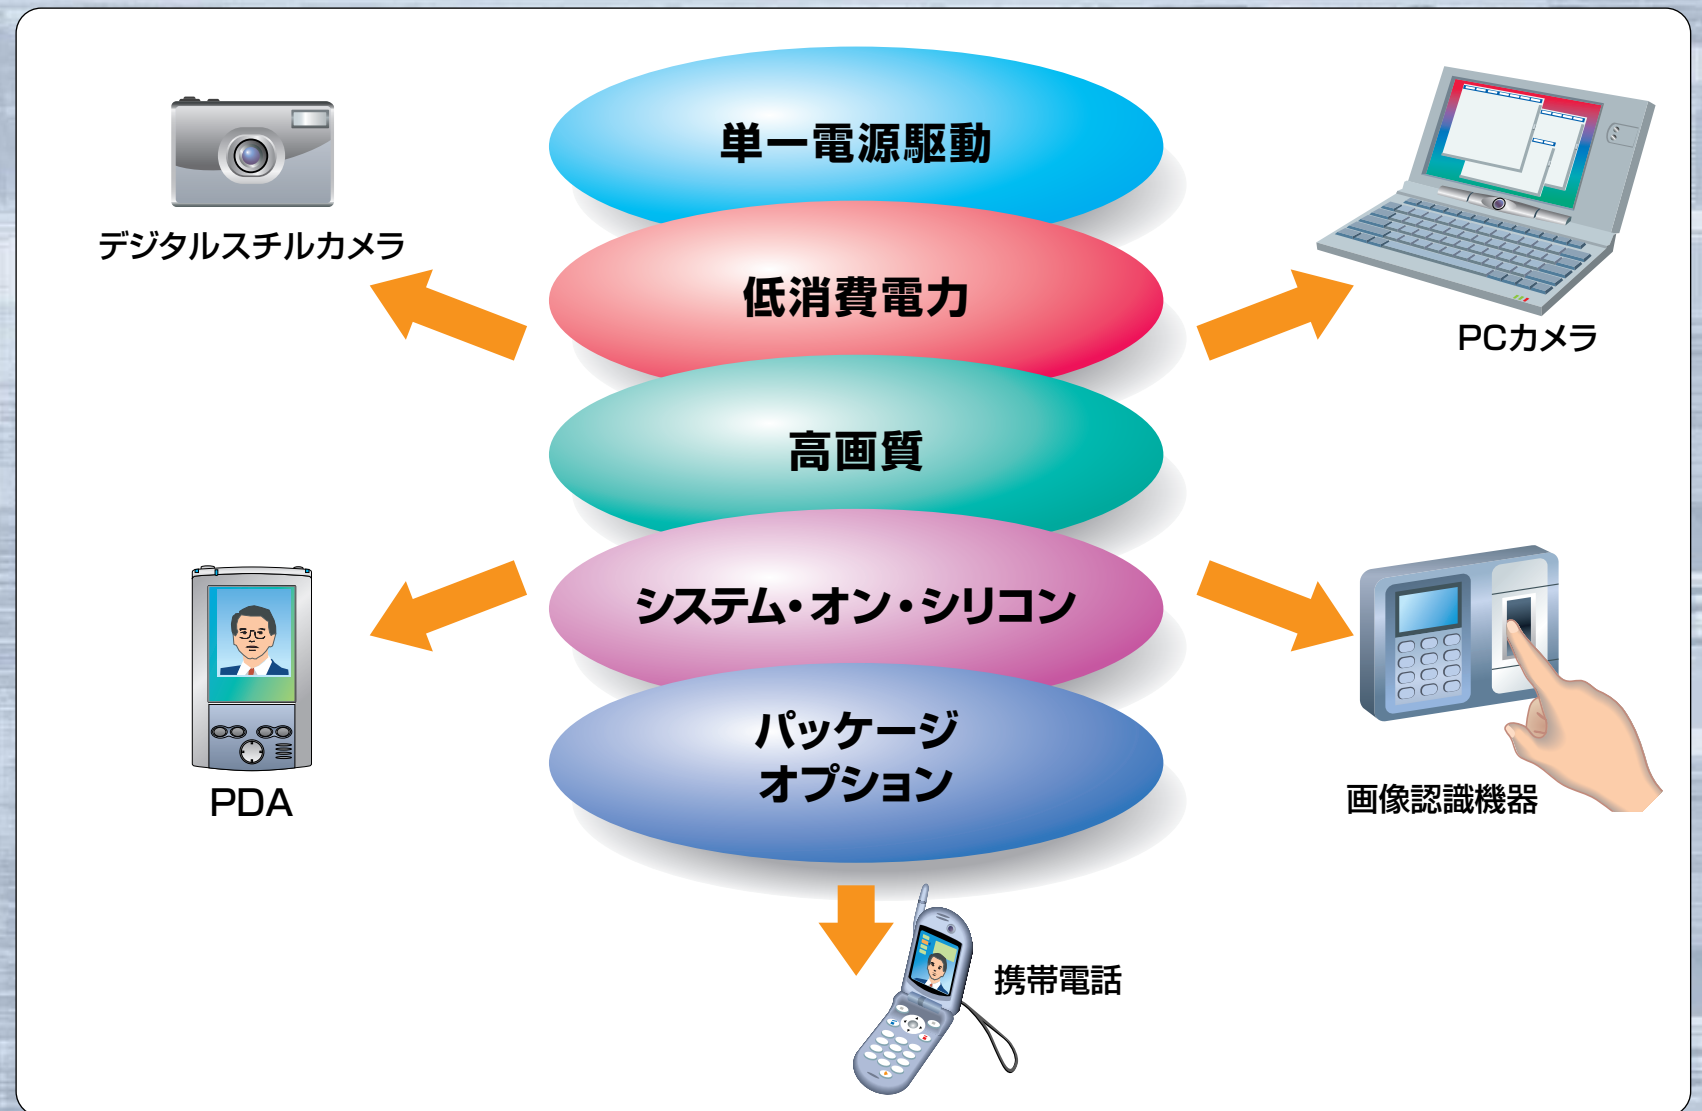 単一電源駆動
デジタルスチルカメラ
低消費電力
PCカメラ
高画質
システム・オン・シリコン
パッケージ
オプション
PDA
画像認識機器
携帯電話